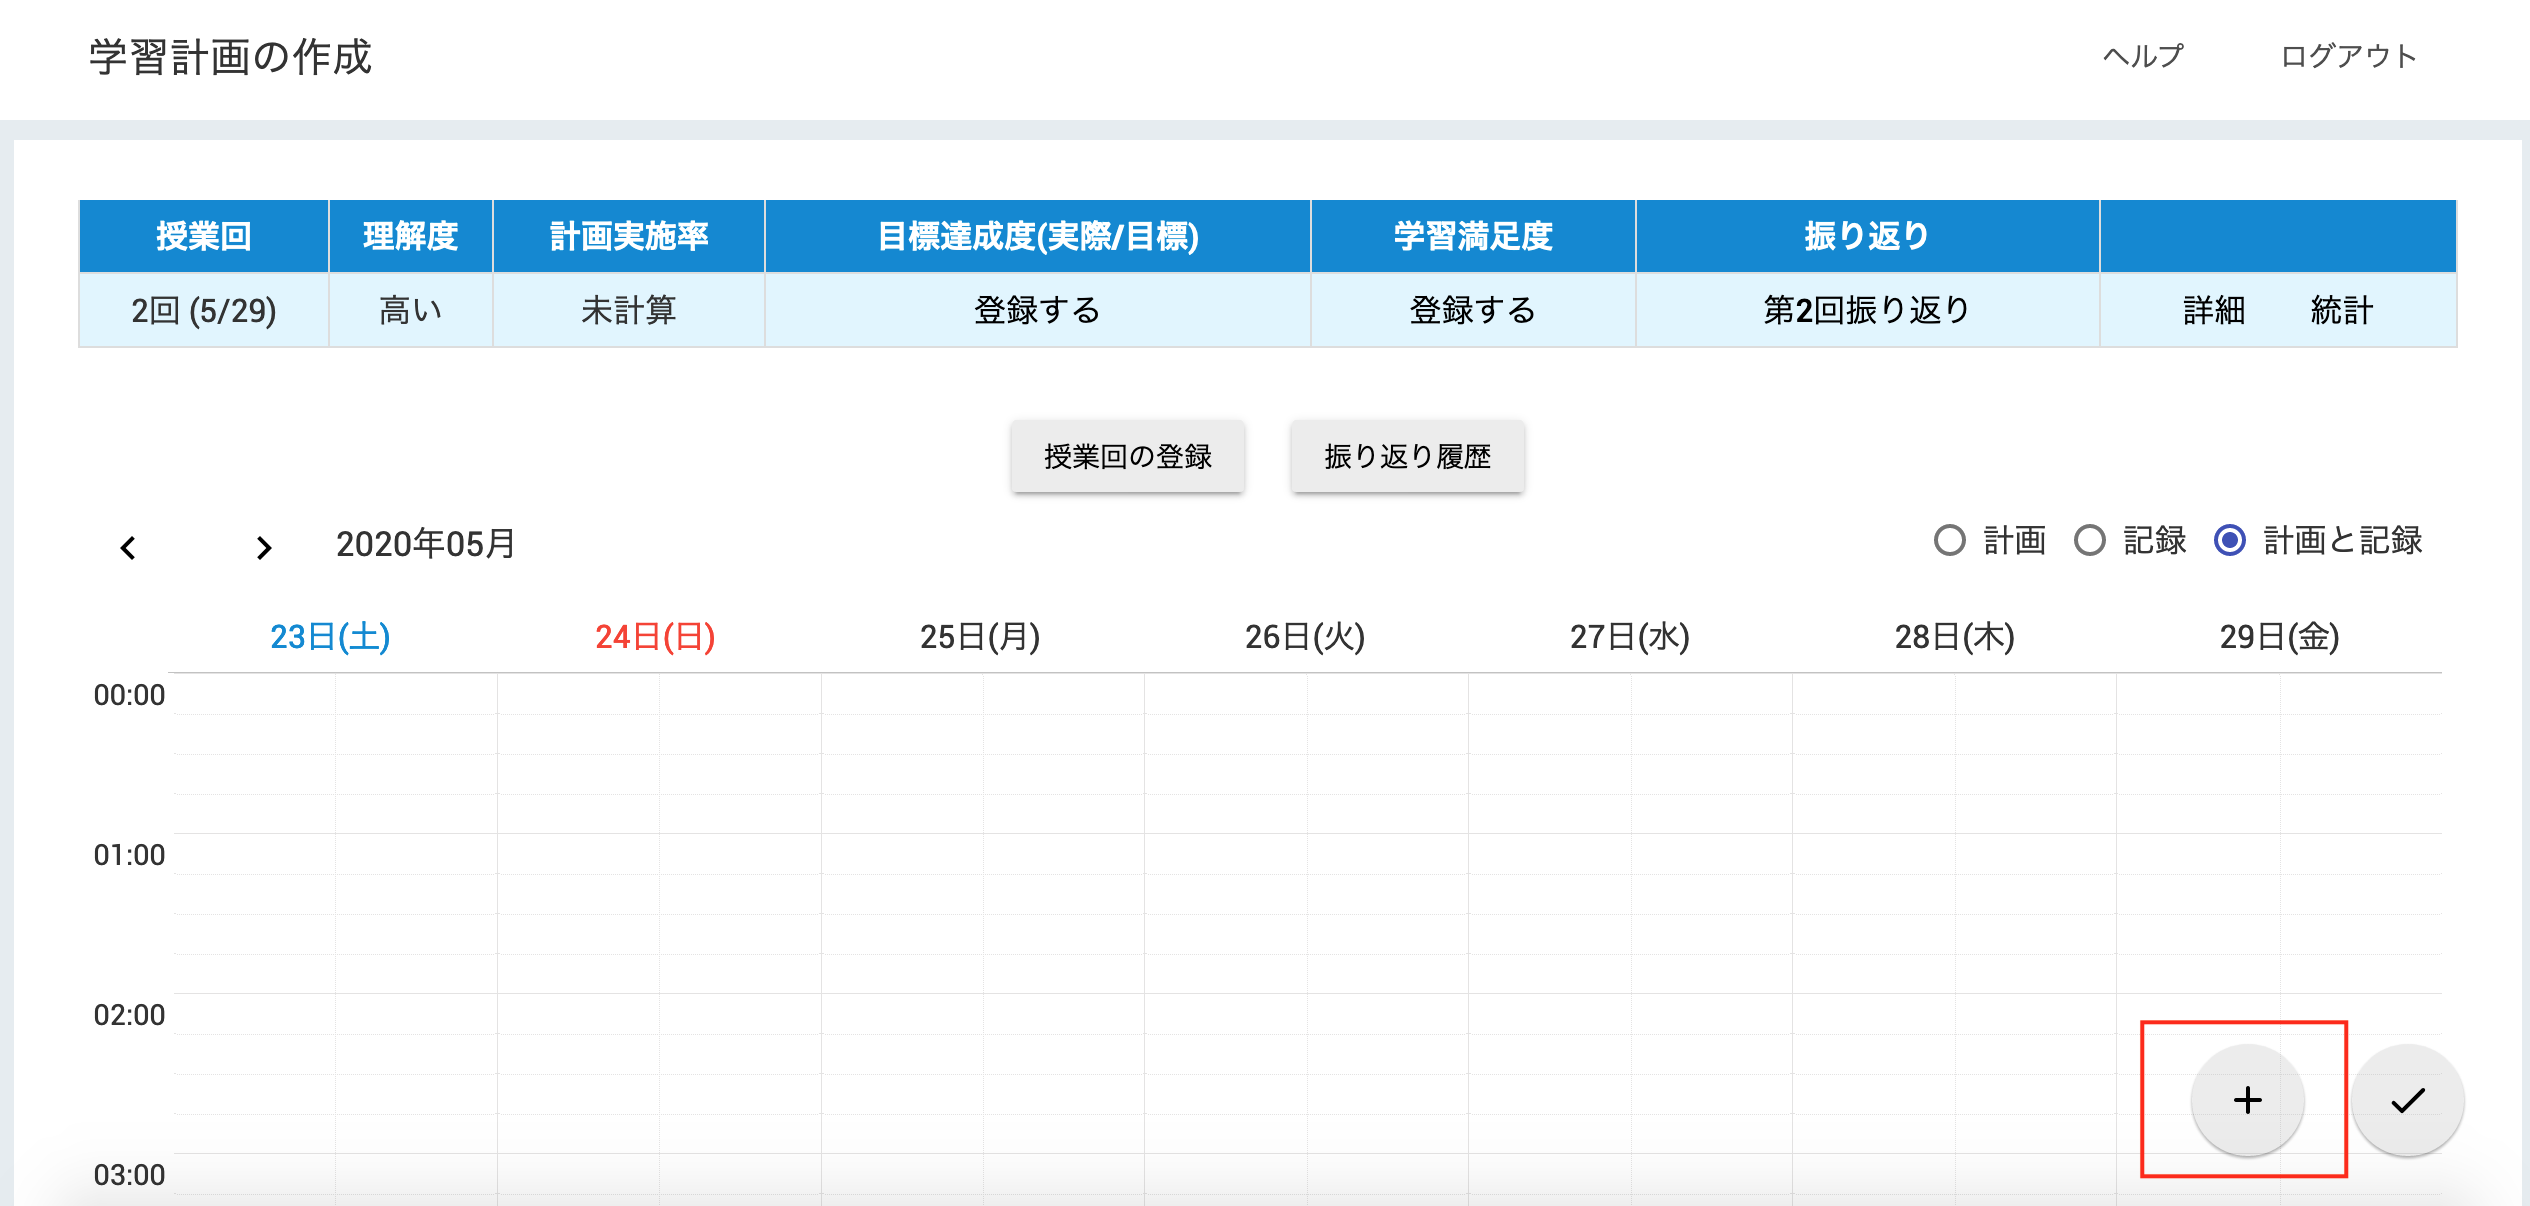 学習計画の作成 ヘルプ ログアウト
授業回 理解度 計画実施率 目標達成度(実際/目標) 学習満足度 振り返り
2回 (5/29) 高い 未計算 登録する 登録する 第2回振り返り 詳細 統計
授業回の登録 振り返り履歴
2020年05月 計画 記録 計画と記録
23日(土) 24日(日) 25日(月) 26日(火) 27日(水) 28日(木) 29日(金)
00:00
01:00
02:00
03:00